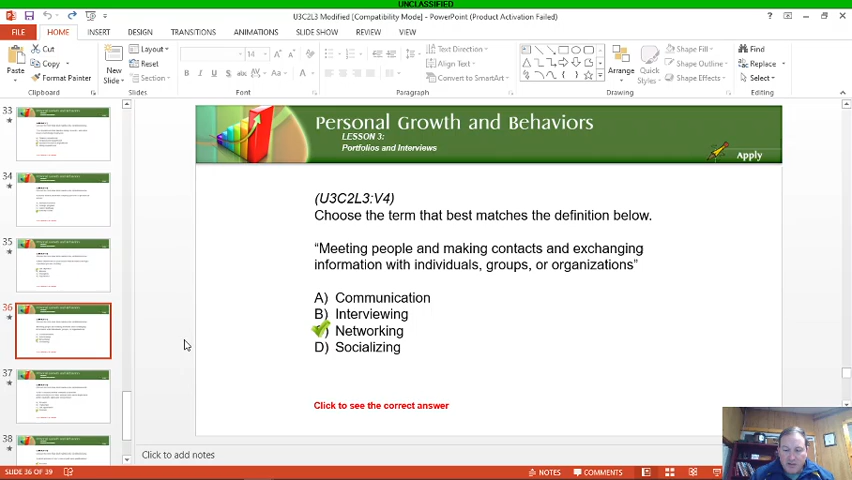 UNCLASSIFIED
U3C2L3 Modified [Compatibility Mode] - PowerPoint (Product Activation Failed)
FILE HOME INSERT DESIGN TRANSITIONS ANIMATIONS SLIDE SHOW REVIEW VIEW
Paste
Cut
Copy
Format Painter
Clipboard
New Slide
Layout
Reset
Section
Slides
B I U S abc AV Aa A
Font
Paragraph
Text Direction
Align Text
Convert to SmartArt
Arrange
Quick Styles
Shape Fill
Shape Outline
Shape Effects
Drawing
Find
Replace
Select
Editing
33
34
35
36
37
38
Personal Growth and Behaviors
LESSON 3:
Portfolios and Interviews
Apply
(U3C2L3:V4)
Choose the term that best matches the definition below.
“Meeting people and making contacts and exchanging
information with individuals, groups, or organizations”
A) Communication
B) Interviewing
) Networking
D) Socializing
Click to see the correct answer
Click to add notes
SLIDE 36 OF 39
NOTES
COMMENTS